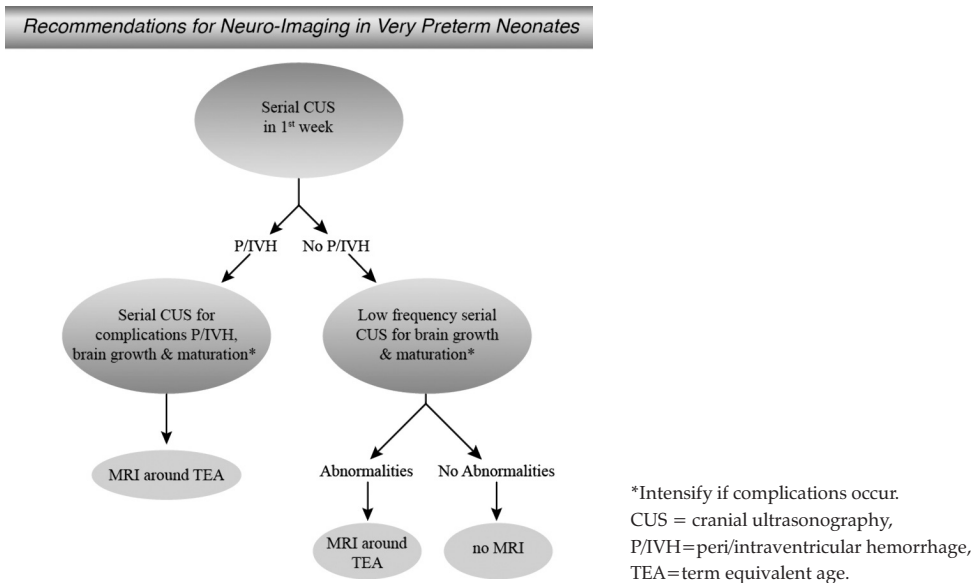 Recommendations for Neuro-Imaging in Very Preterm Neonates
Serial CUS
in 1st week
P/IVH
No P/IVH
Serial CUS for
complications P/IVH,
brain growth & maturation*
Low frequency serial
CUS for brain growth
& maturation*
MRI around TEA
Abnormalities
No Abnormalities
MRI around
TEA
no MRI
*Intensify if complications occur.
CUS = cranial ultrasonography,
P/IVH=peri/intraventricular hemorrhage,
TEA=term equivalent age.